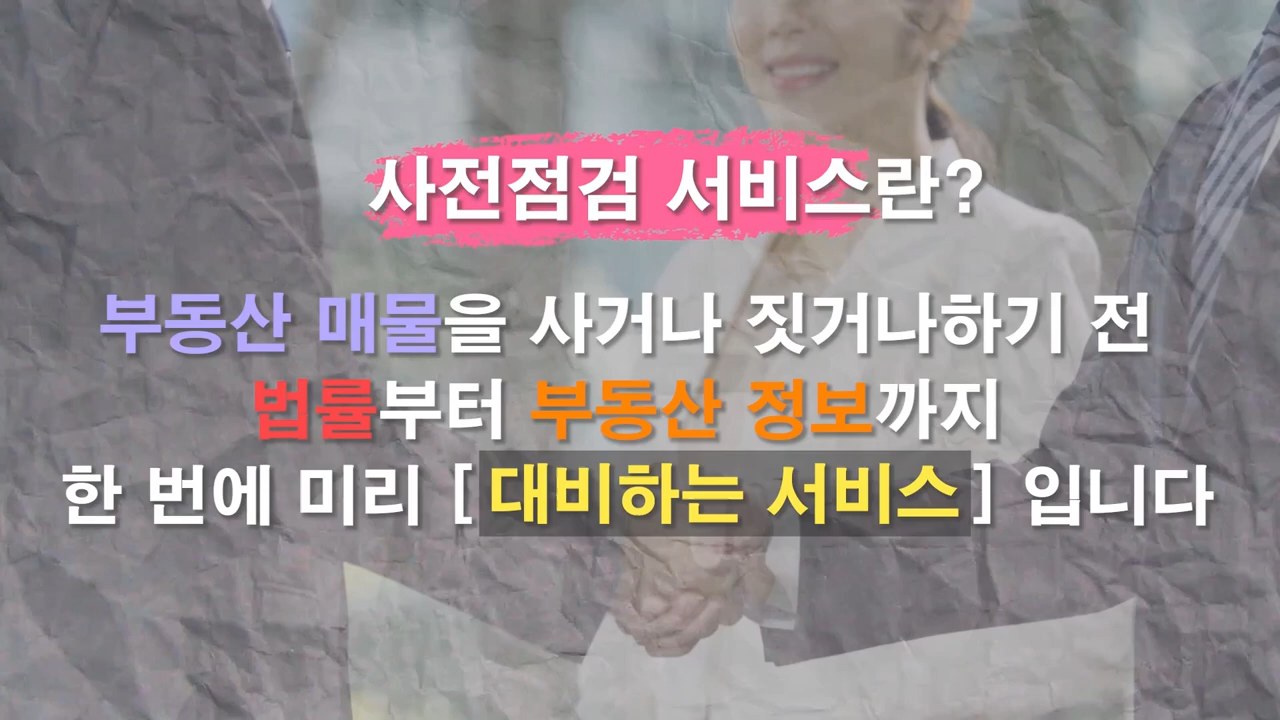 사전점검 서비스란?
부동산 매물을 사거나 짓거나하기 전
법률부터 부동산 정보까지
한 번에 미리 [대비하는 서비스] 입니다